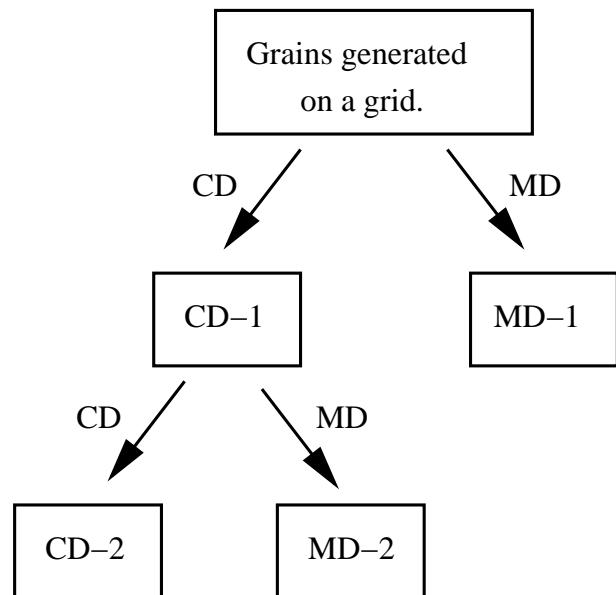 Grains generated
on a grid.
CD
MD
CD−1
MD−1
CD
MD
CD−2
MD−2